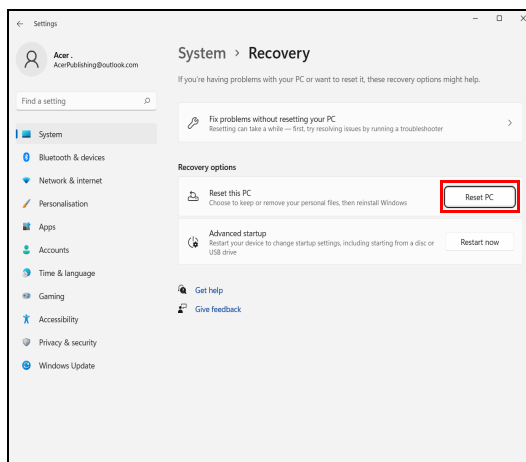 Settings
Acer .
AcerPublishing@outlook.com
Find a setting
System
Bluetooth & devices
Network & internet
Personalisation
Apps
Accounts
Time & language
Gaming
Accessibility
Privacy & security
Windows Update
System > Recovery
If you're having problems with your PC or want to reset it, these recovery options might help.
Fix problems without resetting your PC
Resetting can take a while — first, try resolving issues by running a troubleshooter
Recovery options
Reset this PC
Choose to keep or remove your personal files, then reinstall Windows
Reset PC
Advanced startup
Restart your device to change startup settings, including starting from a disc or
USB drive
Restart now
Get help
Give feedback